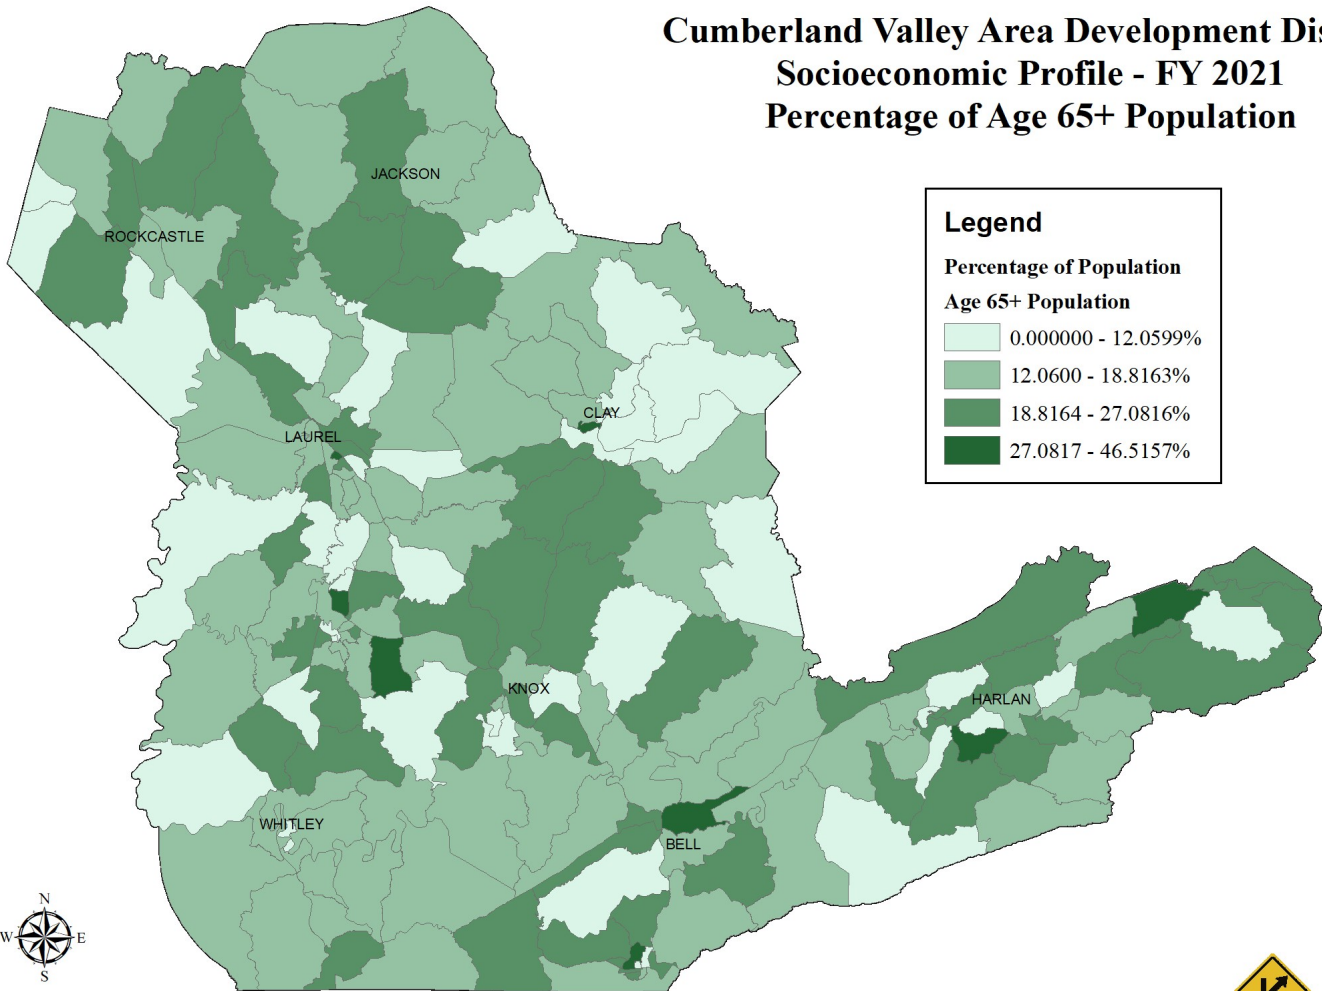 Cumberland Valley Area Development Dis
Socioeconomic Profile - FY 2021
Percentage of Age 65+ Population
Legend
Percentage of Population
Age 65+ Population
0.000000 - 12.0599%
12.0600 - 18.8163%
18.8164 - 27.0816%
27.0817 - 46.5157%
JACKSON
ROCKCASTLE
CLAY
LAUREL
KNOX
HARLAN
WHITLEY
BELL
N
W E
S